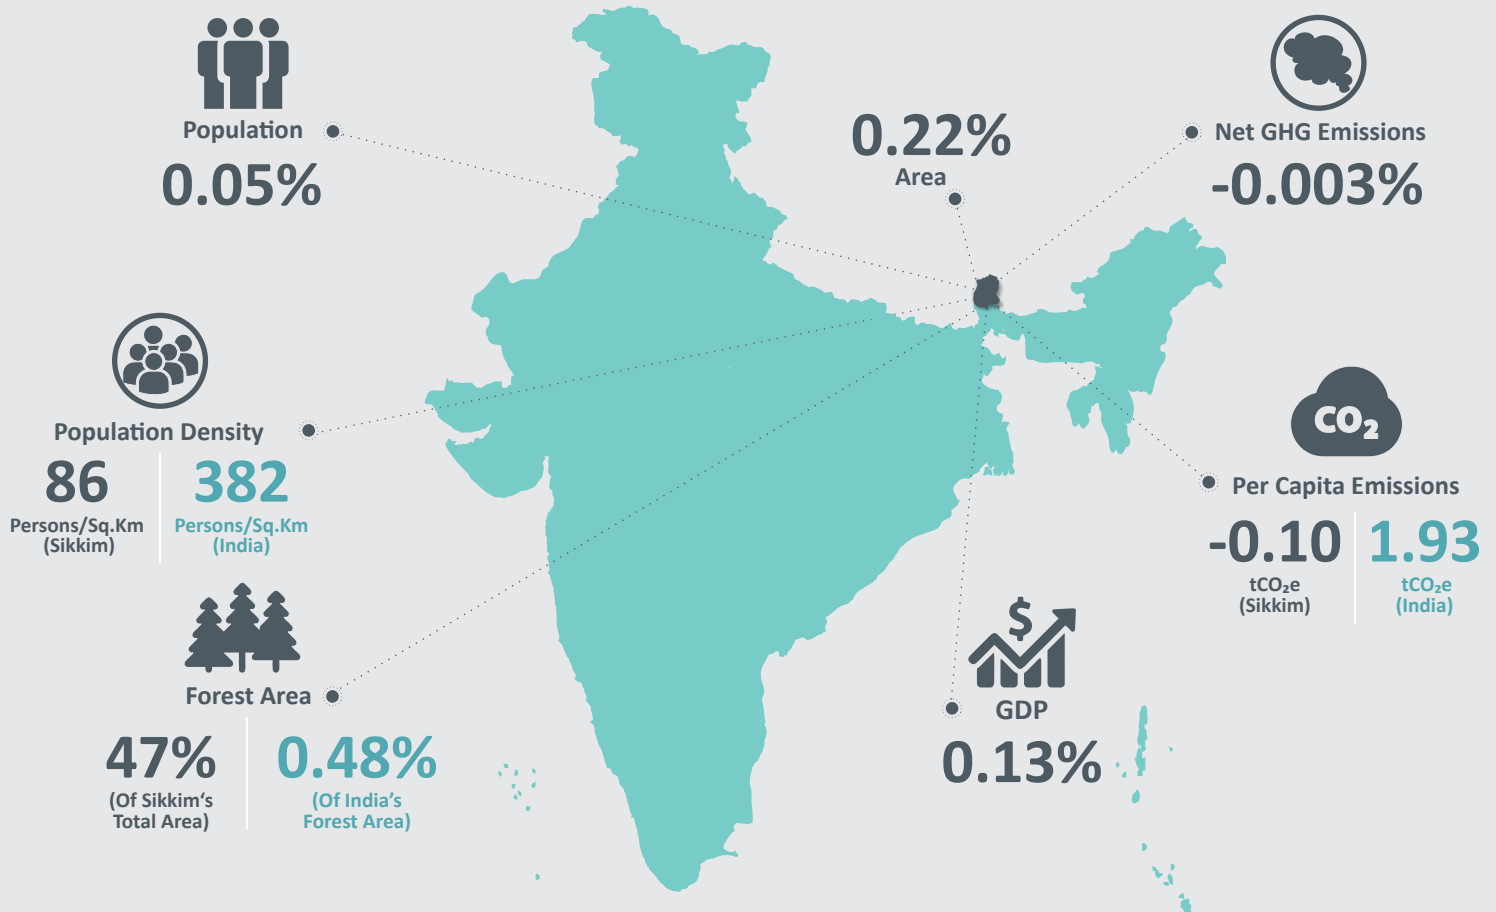 Population
0.05%
0.22%
Area
Net GHG Emissions
-0.003%
Population Density
86
Persons/Sq.Km
(Sikkim)
382
Persons/Sq.Km
(India)
CO₂
Per Capita Emissions
-0.10
tCO₂e
(Sikkim)
1.93
tCO₂e
(India)
Forest Area
47%
(Of Sikkim‘s
Total Area)
0.48%
(Of India’s
Forest Area)
$
GDP
0.13%